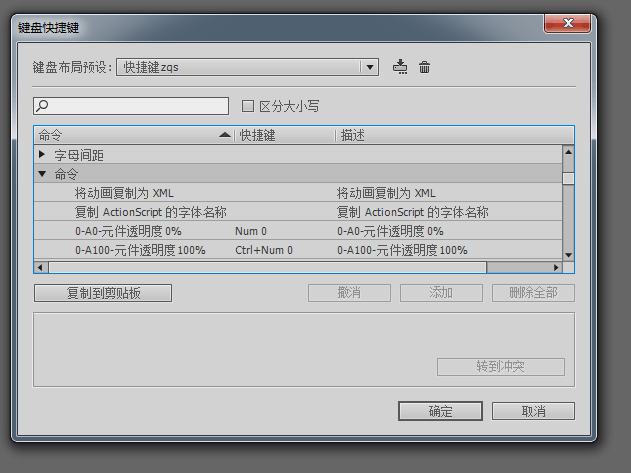 键盘快捷键
键盘布局预设: 快捷键zqs
区分大小写
命令 快捷键 描述
字母间距
命令
将动画复制为 XML 将动画复制为 XML
复制 ActionScript 的字体名称 复制 ActionScript 的字体名称
0-A0-元件透明度 0% Num 0 0-A0-元件透明度 0%
0-A100-元件透明度 100% Ctrl+Num 0 0-A100-元件透明度 100%
复制到剪贴板 撤消 添加 删除全部
转到冲突
确定 取消